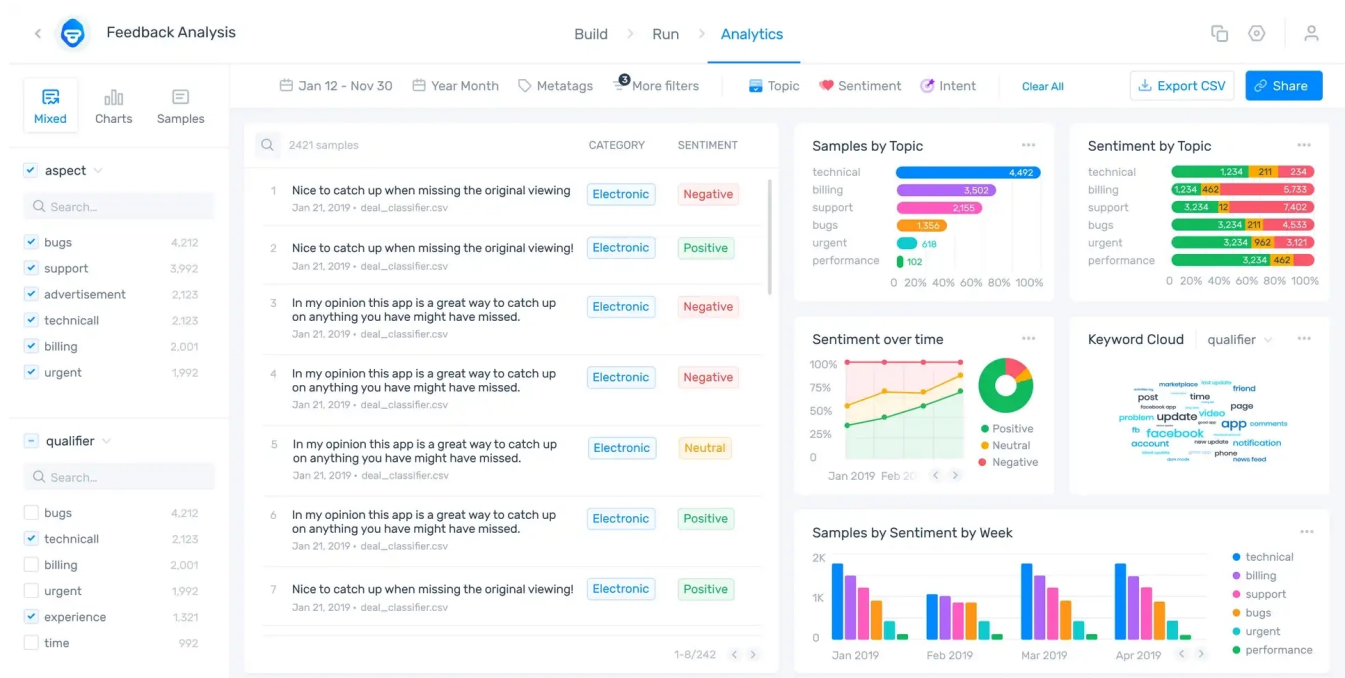 Feedback Analysis
Build
Run
Analytics
Jan 12 - Nov 30
Year Month
Metatags
3
More filters
Topic
Sentiment
Intent
Clear All
Export CSV
Share
Mixed
Charts
Samples
aspect
Search...
bugs 4,212
support 3,992
advertisement 2,123
technicall 2,123
billing 2,001
urgent 1,992
qualifier
Search...
bugs 4,212
technicall 2,123
billing 2,001
urgent 1,992
experience 1,321
time 992
2421 samples CATEGORY SENTIMENT
1 Nice to catch up when missing the original viewing Electronic Negative
Jan 21, 2019 • deal_classifier.csv
2 Nice to catch up when missing the original viewing! Electronic Positive
Jan 21, 2019 • deal_classifier.csv
3 In my opinion this app is a great way to catch up
on anything you have might have missed. Electronic Negative
Jan 21, 2019 • deal_classifier.csv
4 In my opinion this app is a great way to catch up
on anything you have might have missed. Electronic Negative
Jan 21, 2019 • deal_classifier.csv
5 In my opinion this app is a great way to catch up
on anything you have might have missed. Electronic Neutral
Jan 21, 2019 • deal_classifier.csv
6 In my opinion this app is a great way to catch up
on anything you have might have missed. Electronic Positive
Jan 21, 2019 • deal_classifier.csv
7 Nice to catch up when missing the original viewing! Electronic Positive
Jan 21, 2019 • deal_classifier.csv
1-8/242
Samples by Topic
technical 4,492
billing 3,502
support 2,155
bugs 1,356
urgent 618
performance 102
0 20% 40% 60% 80% 100%
Sentiment by Topic
technical 1,234 211 234
billing 1,234 462 5,733
support 3,234 12 7,402
bugs 3,234 211 4,533
urgent 3,234 962 3,121
performance 3,234 462
0 20% 40% 60% 80% 100%
Sentiment over time
100%
75%
50%
25%
0
Jan 2019 Feb 20
Positive
Neutral
Negative
Keyword Cloud
qualifier
marketplace last update friend
post time
facebook app page
problem update video
app comments
fb facebook
account new update notification
phone
news feed
Samples by Sentiment by Week
2K
1K
0
Jan 2019 Feb 2019 Mar 2019 Apr 2019
technical
billing
support
bugs
urgent
performance